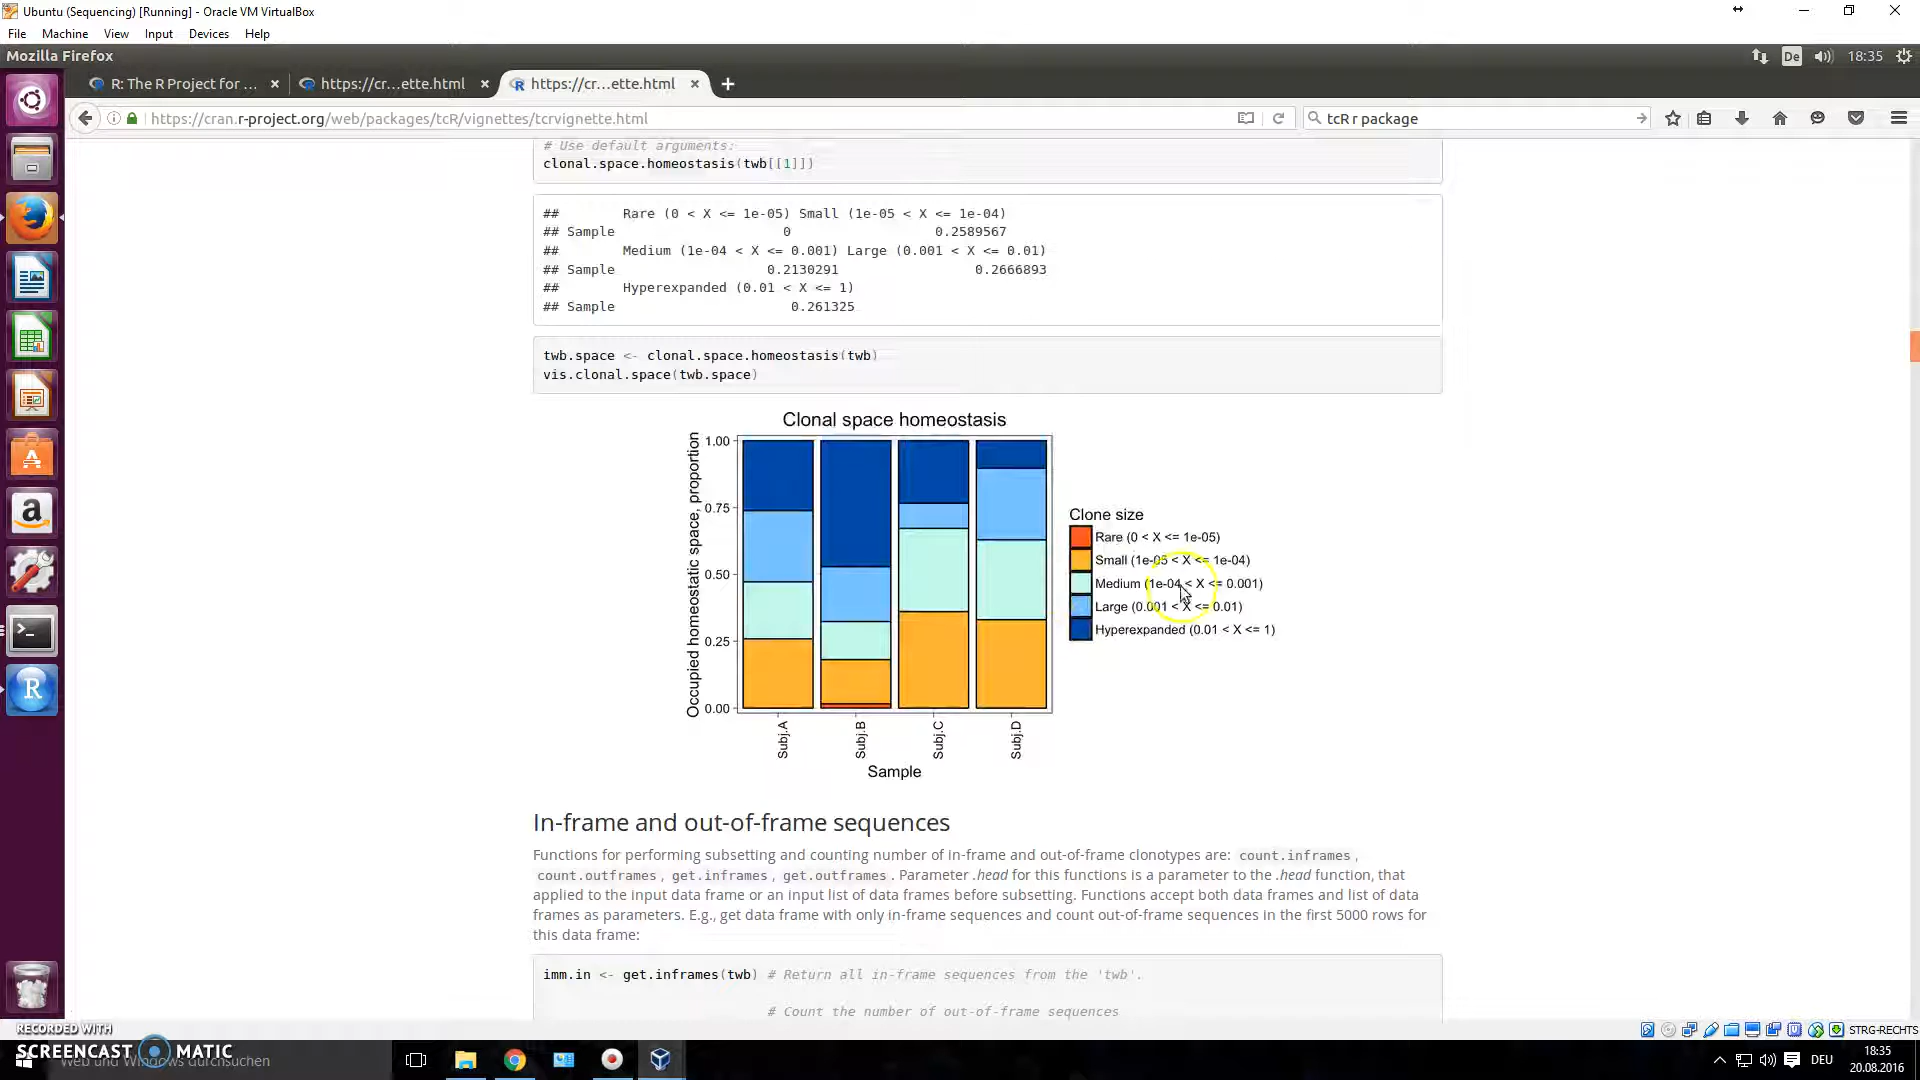 Ubuntu (Sequencing) [Running] - Oracle VM VirtualBox
File Machine View Input Devices Help
Mozilla Firefox
De 18:35
R: The R Project for ...
https://cr...ette.html
https://cr...ette.html
https://cran.r-project.org/web/packages/tcR/vignettes/tcrvignette.html
tcR r package
# Use default arguments:
clonal.space.homeostasis(twb[[1]])
## Rare (0 < X <= 1e-05) Small (1e-05 < X <= 1e-04)
## Sample 0 0.2589567
## Medium (1e-04 < X <= 0.001) Large (0.001 < X <= 0.01)
## Sample 0.2130291 0.2666893
## Hyperexpanded (0.01 < X <= 1)
## Sample 0.261325
twb.space <- clonal.space.homeostasis(twb)
vis.clonal.space(twb.space)
Clonal space homeostasis
Occupied homeostatic space, proportion
1.00
0.75
0.50
0.25
0.00
Subj.A
Subj.B
Subj.C
Subj.D
Sample
Clone size
Rare (0 < X <= 1e-05)
Small (1e-05 < X <= 1e-04)
Medium (1e-04 < X <= 0.001)
Large (0.001 < X <= 0.01)
Hyperexpanded (0.01 < X <= 1)
In-frame and out-of-frame sequences
Functions for performing subsetting and counting number of in-frame and out-of-frame clonotypes are: count.inframes ,
count.outframes , get.inframes , get.outframes . Parameter .head for this functions is a parameter to the .head function, that
applied to the input data frame or an input list of data frames before subsetting. Functions accept both data frames and list of data
frames as parameters. E.g., get data frame with only in-frame sequences and count out-of-frame sequences in the first 5000 rows for
this data frame:
imm.in <- get.inframes(twb) # Return all in-frame sequences from the 'twb'.
# Count the number of out-of-frame sequences
STRG-RECHTS
RECORDED WITH
SCREENCAST MATIC
Web und Windows durchsuchen
DEU
18:35
20.08.2016